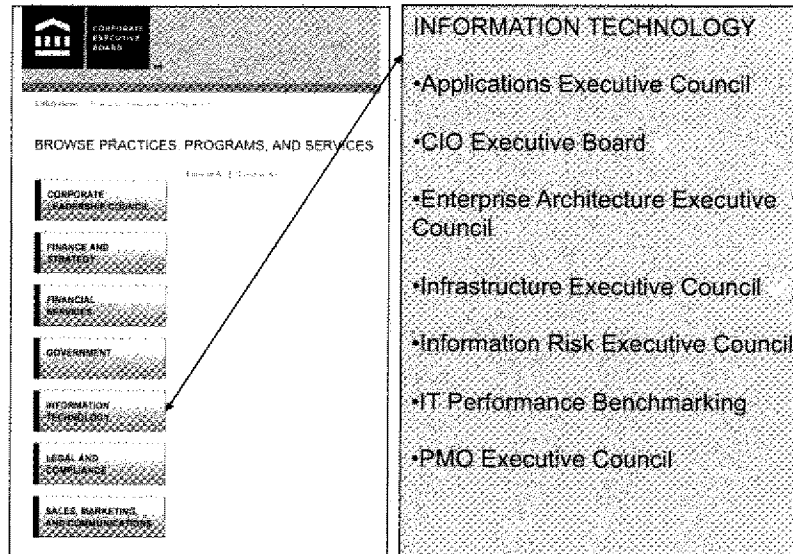 CORPORATE
EXECUTIVE
BOARD
BROWSE PRACTICES, PROGRAMS, AND SERVICES
CORPORATE
LEADERSHIP COUNCIL
FINANCE AND
STRATEGY
FINANCIAL
SERVICES
GOVERNMENT
INFORMATION
TECHNOLOGY
LEGAL AND
COMPLIANCE
SALES, MARKETING,
AND COMMUNICATIONS
INFORMATION TECHNOLOGY
•Applications Executive Council
•CIO Executive Board
•Enterprise Architecture Executive
Council
•Infrastructure Executive Council
•Information Risk Executive Council
•IT Performance Benchmarking
•PMO Executive Council